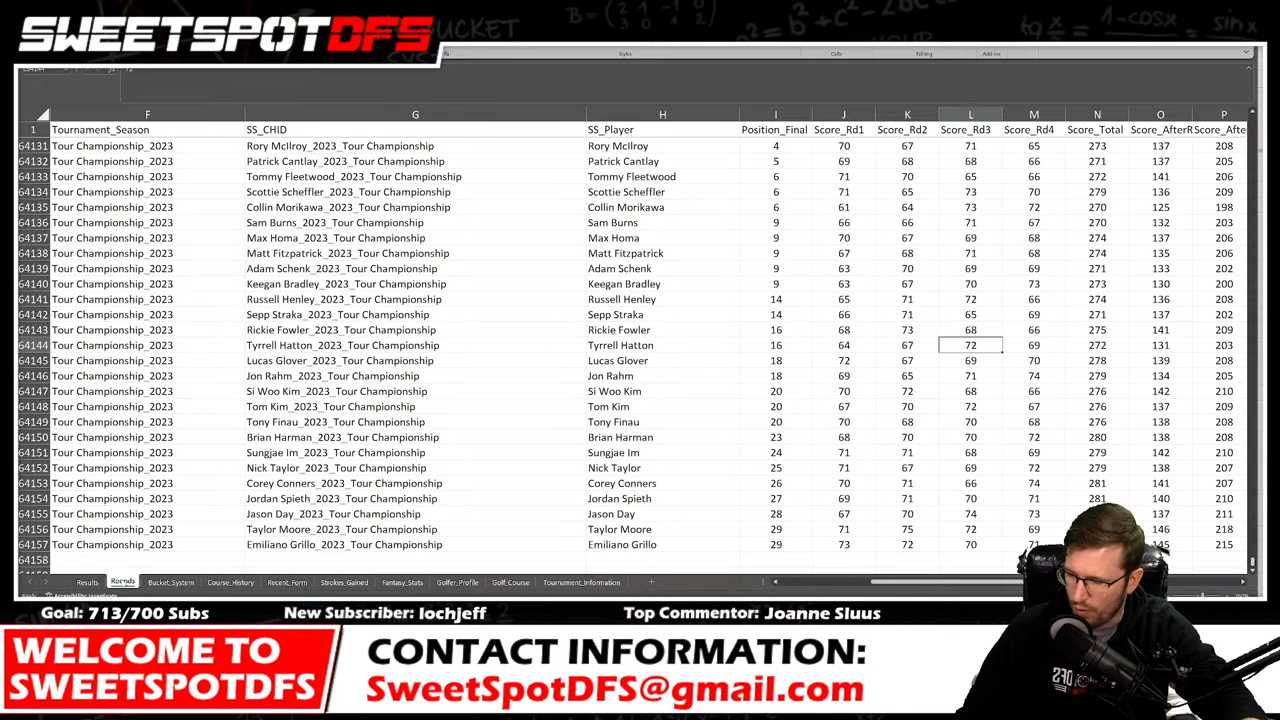 SWEETSPOTDFS
Styles Cells Editing Add-ins
F G H I J K L M N O P
1 Tournament_Season SS_CHID SS_Player Position_Final Score_Rd1 Score_Rd2 Score_Rd3 Score_Rd4 Score_Total Score_AfterR Score_After
64131 Tour Championship_2023 Rory McIlroy_2023_Tour Championship Rory McIlroy 4 70 67 71 65 273 137 208
64132 Tour Championship_2023 Patrick Cantlay_2023_Tour Championship Patrick Cantlay 5 69 68 68 66 271 137 205
64133 Tour Championship_2023 Tommy Fleetwood_2023_Tour Championship Tommy Fleetwood 6 71 70 65 66 272 141 206
64134 Tour Championship_2023 Scottie Scheffler_2023_Tour Championship Scottie Scheffler 6 71 65 73 70 279 136 209
64135 Tour Championship_2023 Collin Morikawa_2023_Tour Championship Collin Morikawa 6 61 64 73 72 270 125 198
64136 Tour Championship_2023 Sam Burns_2023_Tour Championship Sam Burns 9 66 66 71 67 270 132 203
64137 Tour Championship_2023 Max Homa_2023_Tour Championship Max Homa 9 70 67 69 68 274 137 206
64138 Tour Championship_2023 Matt Fitzpatrick_2023_Tour Championship Matt Fitzpatrick 9 67 68 71 68 274 135 206
64139 Tour Championship_2023 Adam Schenk_2023_Tour Championship Adam Schenk 9 63 70 69 69 271 133 202
64140 Tour Championship_2023 Keegan Bradley_2023_Tour Championship Keegan Bradley 9 63 67 70 73 273 130 200
64141 Tour Championship_2023 Russell Henley_2023_Tour Championship Russell Henley 14 65 71 72 66 274 136 208
64142 Tour Championship_2023 Sepp Straka_2023_Tour Championship Sepp Straka 14 66 71 65 69 271 137 202
64143 Tour Championship_2023 Rickie Fowler_2023_Tour Championship Rickie Fowler 16 68 73 68 66 275 141 209
64144 Tour Championship_2023 Tyrrell Hatton_2023_Tour Championship Tyrrell Hatton 16 64 67 72 69 272 131 203
64145 Tour Championship_2023 Lucas Glover_2023_Tour Championship Lucas Glover 18 72 67 69 70 278 139 208
64146 Tour Championship_2023 Jon Rahm_2023_Tour Championship Jon Rahm 18 69 65 71 74 279 134 205
64147 Tour Championship_2023 Si Woo Kim_2023_Tour Championship Si Woo Kim 20 70 72 68 66 276 142 210
64148 Tour Championship_2023 Tom Kim_2023_Tour Championship Tom Kim 20 67 70 72 67 276 137 209
64149 Tour Championship_2023 Tony Finau_2023_Tour Championship Tony Finau 20 70 68 70 68 276 138 208
64150 Tour Championship_2023 Brian Harman_2023_Tour Championship Brian Harman 23 68 70 70 72 280 138 208
64151 Tour Championship_2023 Sungjae Im_2023_Tour Championship Sungjae Im 24 71 71 68 69 279 142 210
64152 Tour Championship_2023 Nick Taylor_2023_Tour Championship Nick Taylor 25 71 67 69 72 279 138 207
64153 Tour Championship_2023 Corey Conners_2023_Tour Championship Corey Conners 26 70 71 66 74 281 141 207
64154 Tour Championship_2023 Jordan Spieth_2023_Tour Championship Jordan Spieth 27 69 71 70 71 281 140 210
64155 Tour Championship_2023 Jason Day_2023_Tour Championship Jason Day 28 67 70 74 73 137 211
64156 Tour Championship_2023 Taylor Moore_2023_Tour Championship Taylor Moore 29 71 75 72 69 146 218
64157 Tour Championship_2023 Emiliano Grillo_2023_Tour Championship Emiliano Grillo 29 73 72 70 71 145 215
64158
Results Rounds Bucket_System Course_History Recent_Form Strokes_Gained Fantasy_Stats Golfer_Profile Golf_Course Tournament_Information +
Goal: 713/700 Subs New Subscriber: lochjeff Top Commentor: Joanne Sluus
WELCOME TO
SWEETSPOTDFS
CONTACT INFORMATION:
SweetSpotDFS@gmail.com